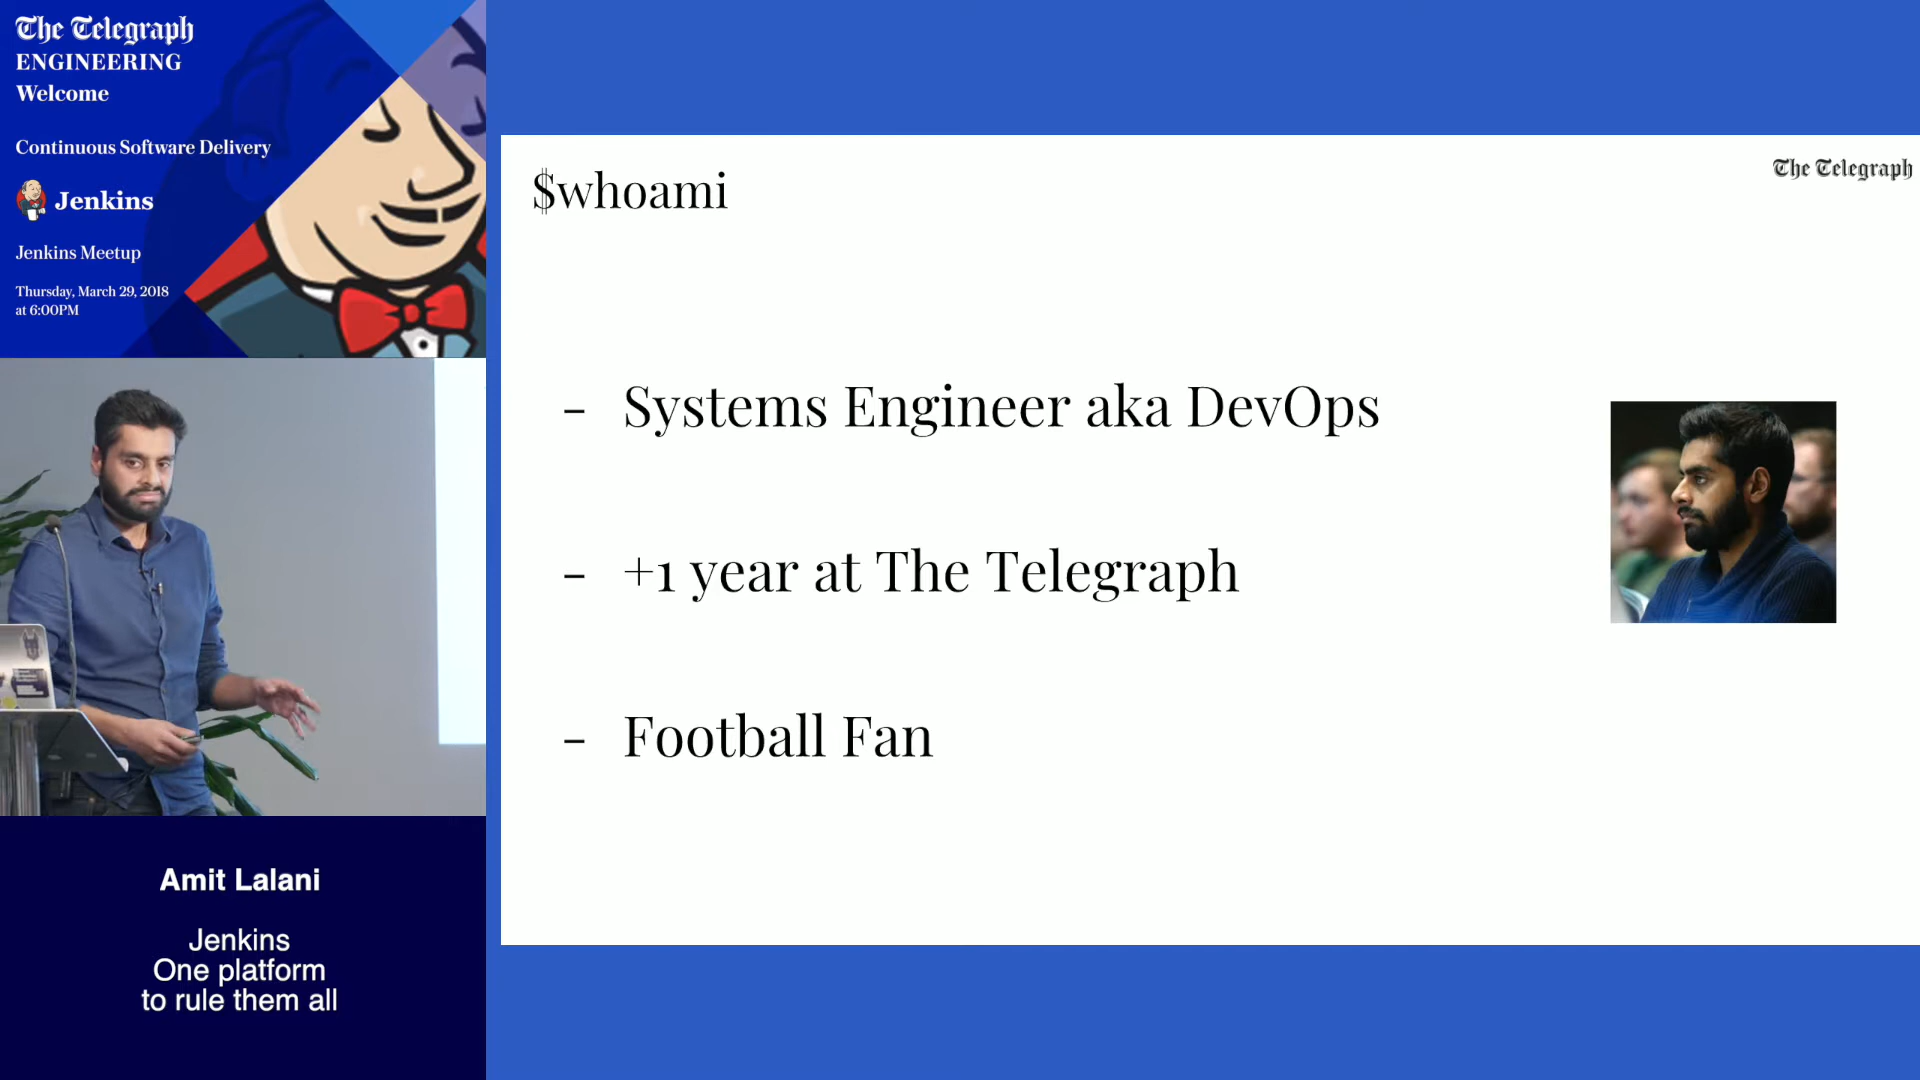 The Telegraph
ENGINEERING
Welcome
Continuous Software Delivery
Jenkins
Jenkins Meetup
Thursday, March 29, 2018
at 6:00PM
Amit Lalani
Jenkins
One platform
to rule them all
$whoami
The Telegraph
- Systems Engineer aka DevOps
- +1 year at The Telegraph
- Football Fan